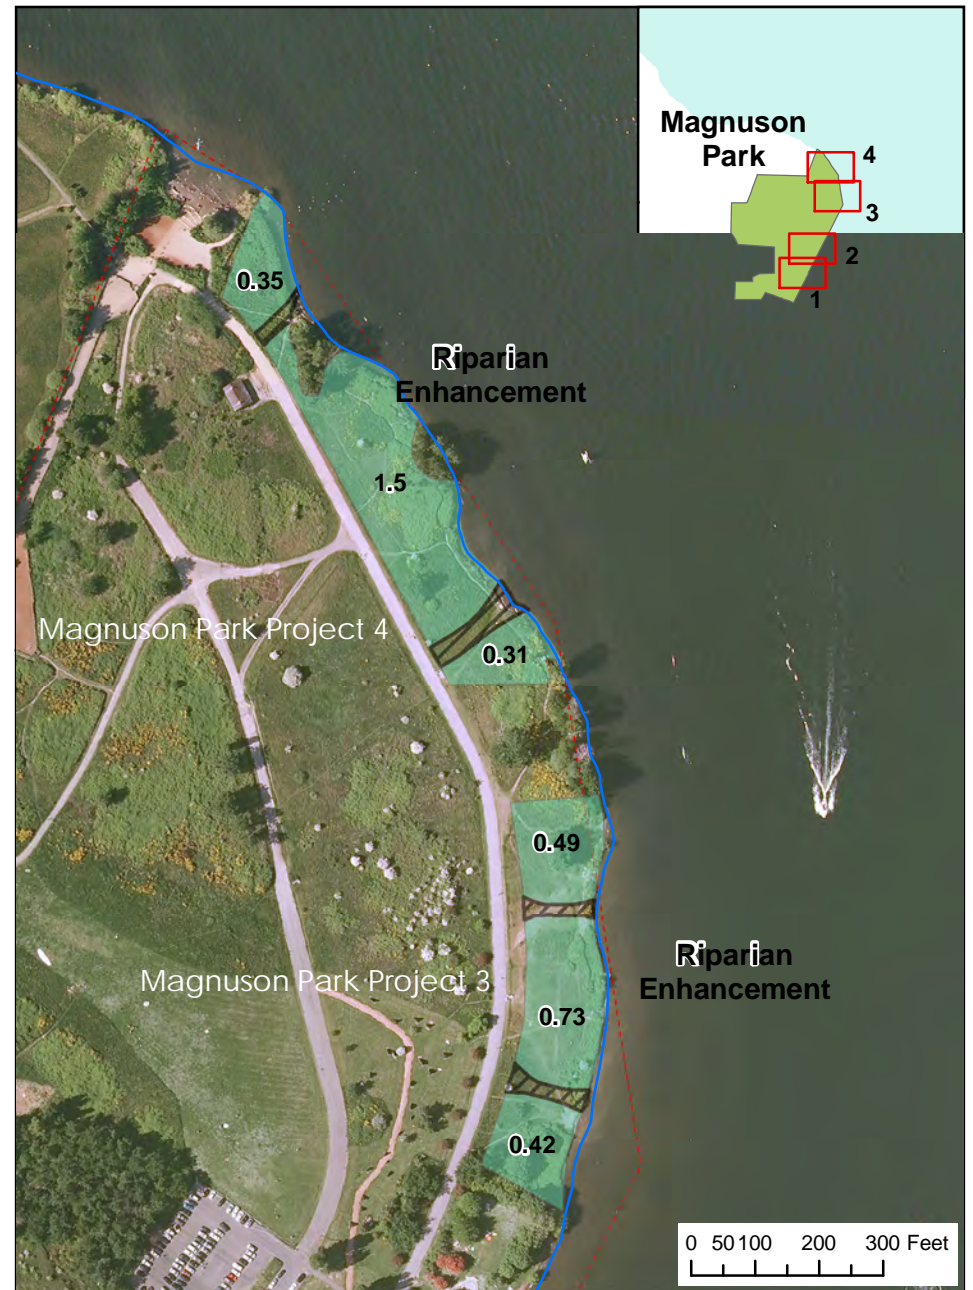 Magnuson
Park
4
3
2
1
0.35
Riparian
Enhancement
1.5
Magnuson Park Project 4
0.31
0.49
Riparian
Enhancement
Magnuson Park Project 3
0.73
0.42
0 50 100 200 300 Feet